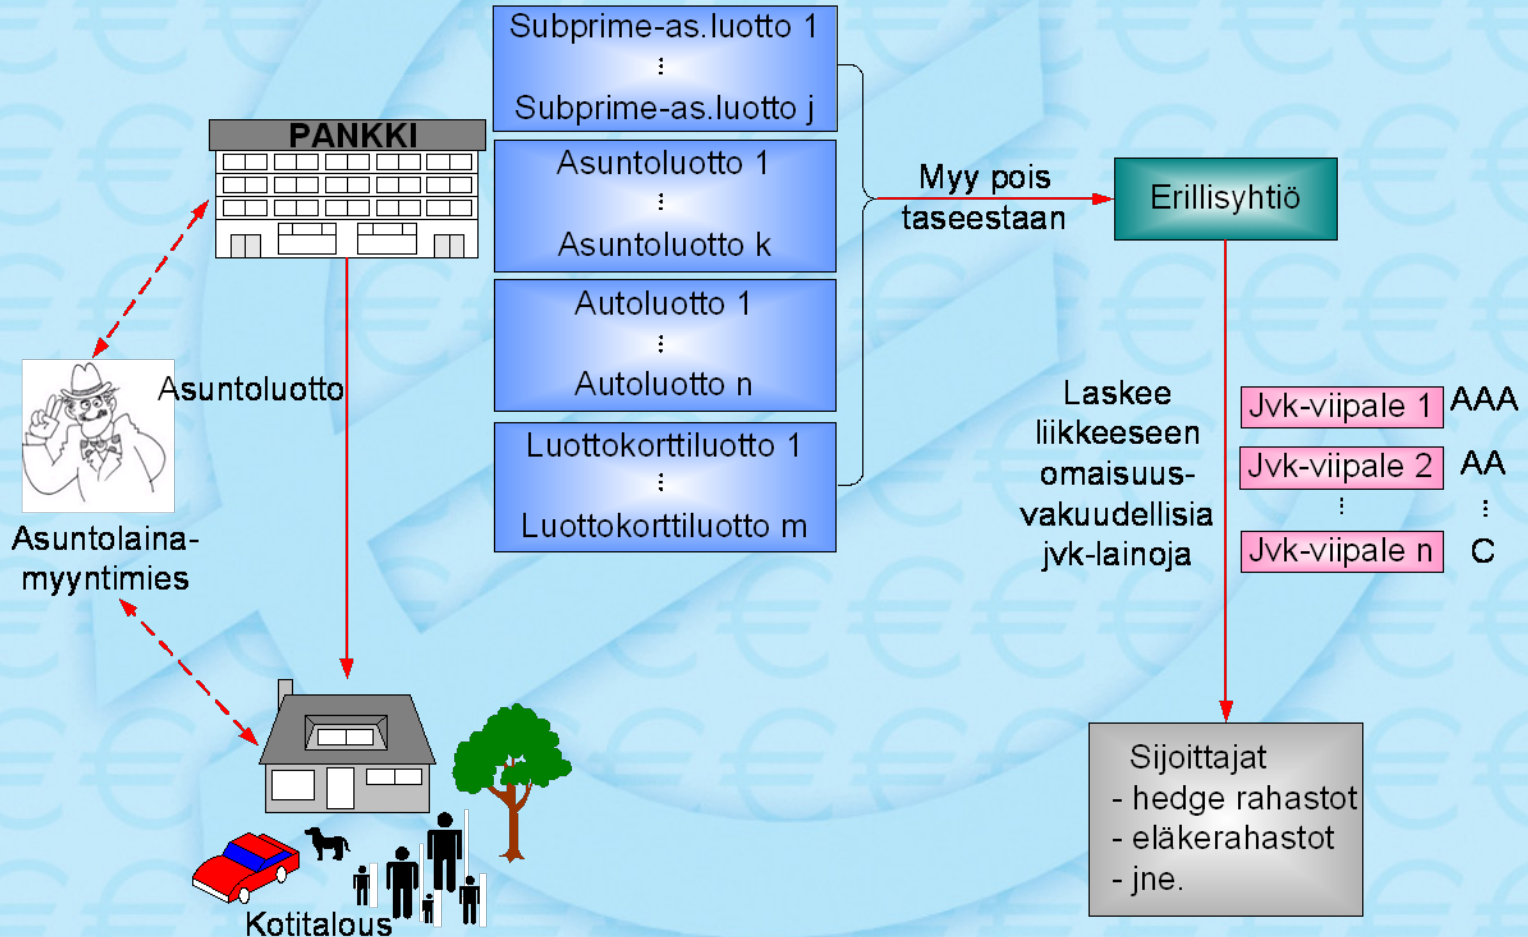 Subprime-as.luotto 1
⋮
Subprime-as.luotto j
PANKKI
Asuntoluotto 1
⋮
Asuntoluotto k
Autoluotto 1
⋮
Autoluotto n
Luottokorttiluotto 1
⋮
Luottokorttiluotto m
Myy pois
taseestaan
Erillisyhtiö
Asuntoluotto
Asuntolaina-
myyntimies
Laskee
liikkeeseen
omaisuus-
vakuudellisia
jvk-lainoja
Jvk-viipale 1 AAA
Jvk-viipale 2 AA
⋮ ⋮
Jvk-viipale n C
Sijoittajat
- hedge rahastot
- eläkerahastot
- jne.
Kotitalous